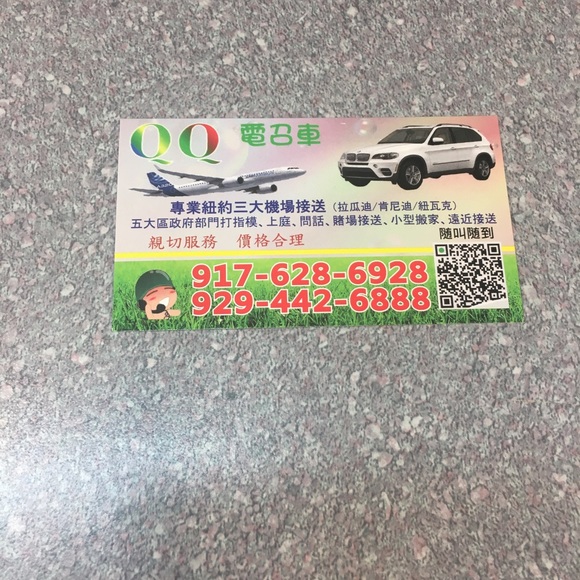 QQ 電召車
專業紐約三大機場接送（拉瓜迪/肯尼迪/紐瓦克）
五大區政府部門打指模、上庭、問話、賭場接送、小型搬家、遠近接送
親切服務 價格合理
随叫随到
917-628-6928
929-442-6888